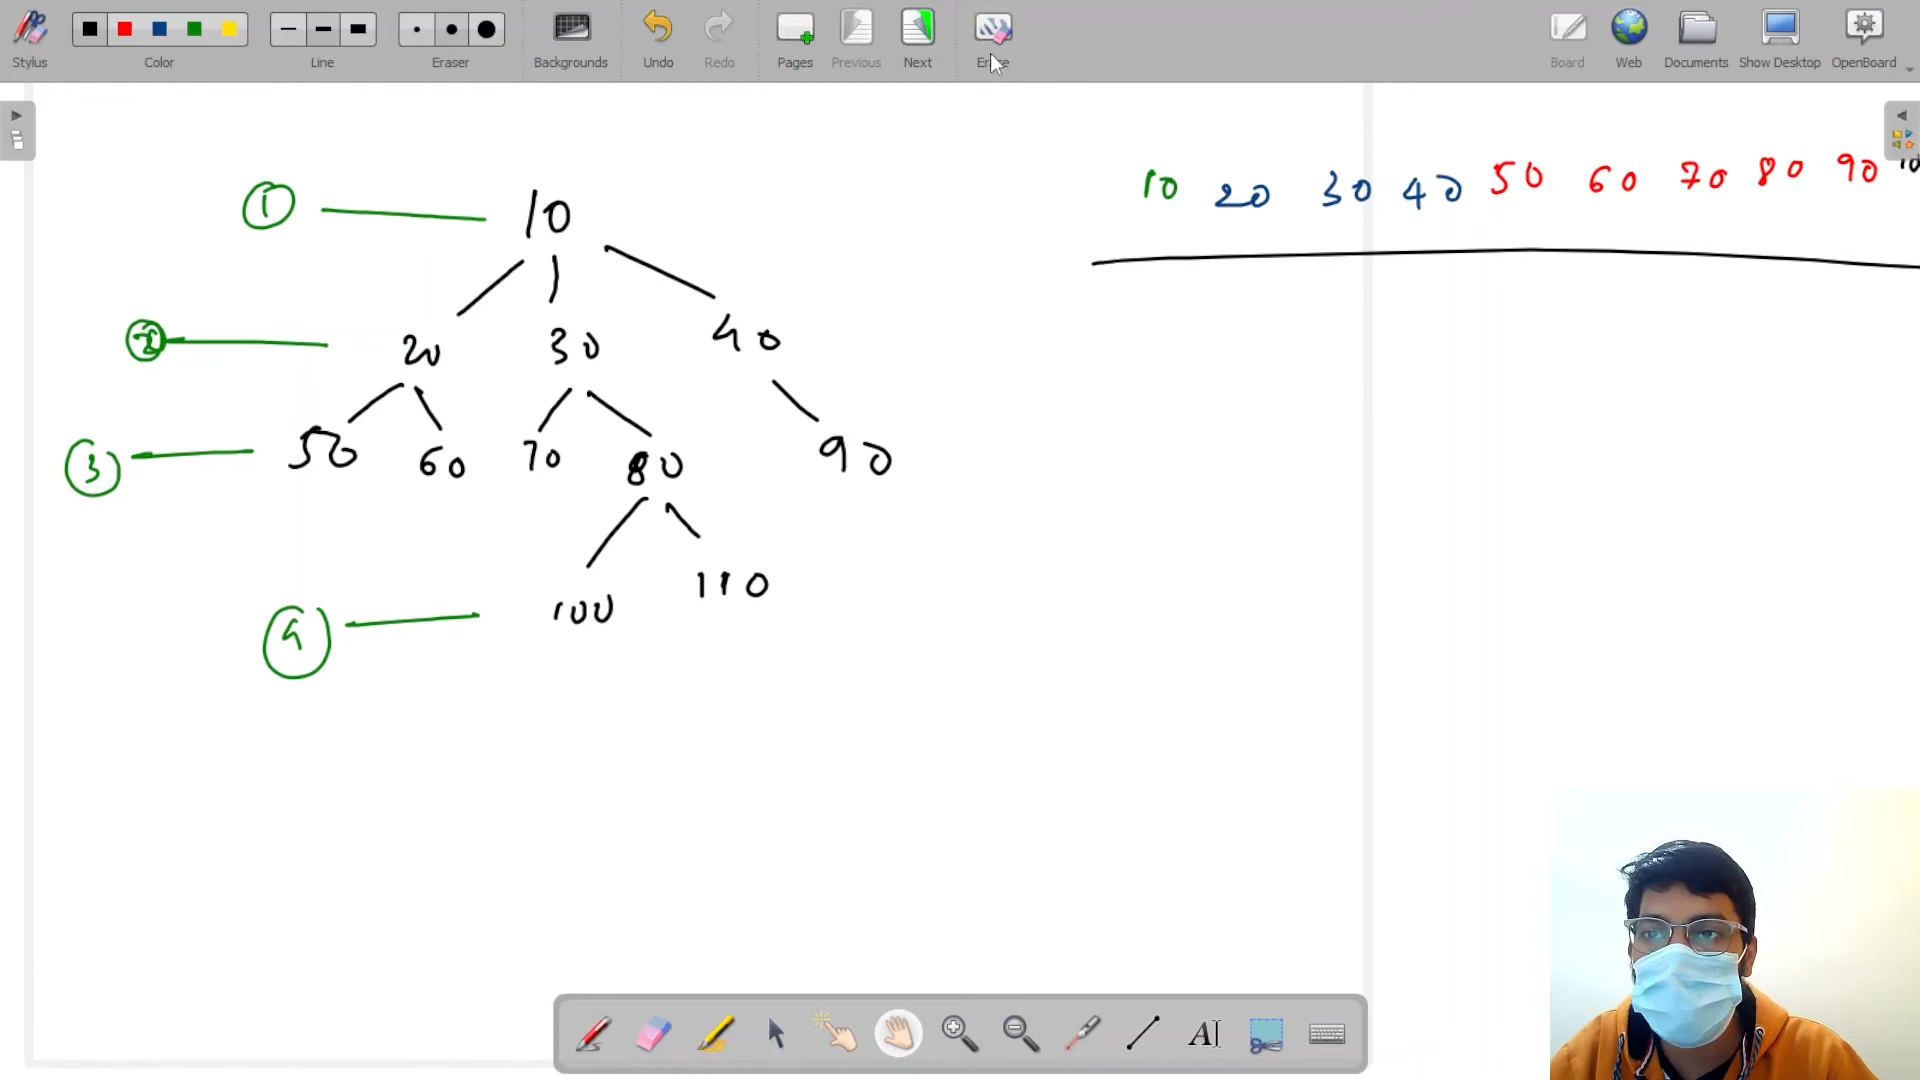 Stylus Color Line Eraser Backgrounds Undo Redo Pages Previous Next Erase Board Web Documents Show Desktop OpenBoard
10 20 30 40 50 60 70 80 90
1 10
2 20 30 40
3 50 60 70 80 90
4 100 110